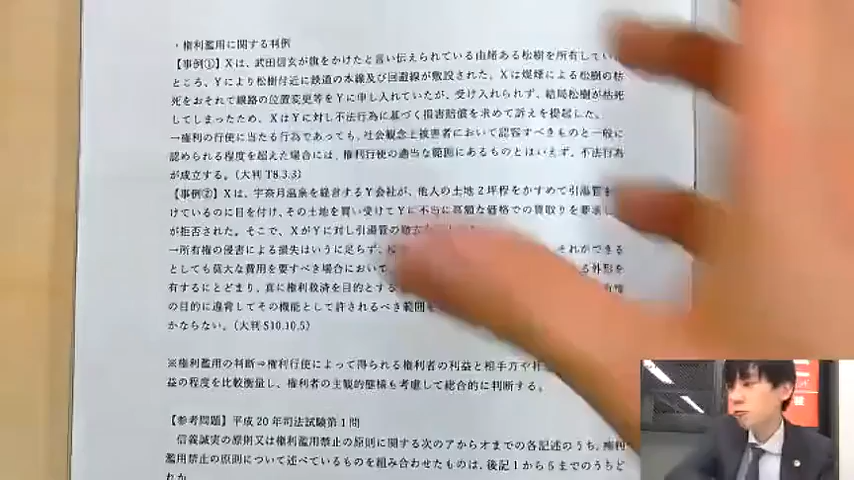 ・権利濫用に関する判例
【事例①】Xは、武田信玄が旗をかけたと言い伝えられている由緒ある松樹を所有してい
ところ、Yにより松樹付近に鉄道の本線及び回避線が敷設された。Xは煤煙による松樹の枯
死をおそれて線路の位置変更等をYに申し入れていたが、受け入れられず、結局松樹が枯死
してしまったため、XはYに対し不法行為に基づく損害賠償を求めて訴えを提起した。
→権利の行使に当たる行為であっても、社会観念上被害者において認容すべきものと一般に
認められる程度を超えた場合には、権利行使の適当な範囲にあるものとはいえず、不法行為
が成立する。（大判 T8.3.3）
【事例②】Xは、宇奈月温泉を経営するY会社が、他人の土地２坪程をかすめて引湯管を
けているのに目を付け、その土地を買い受けてYに不当に高額な価格での買取りを要求し
が拒否された。そこで、XがYに対し引湯管の撤去
→所有権の侵害による損失はいうに足らず、 それができる
としても莫大な費用を要すべき場合において、 る外形を
有するにとどまり、真に権利救済を目的とする
の目的に違背してその機能として許されるべき範囲
かならない。（大判 S10.10.5）
※権利濫用の判断⇒権利行使によって得られる権利者の利益と相手方や社
益の程度を比較衡量し、権利者の主観的態様も考慮して総合的に判断する。
【参考問題】平成 20 年司法試験第１問
信義誠実の原則又は権利濫用禁止の原則に関する次のアからオまでの各記述のうち、権利
濫用禁止の原則について述べているものを組み合わせたものは、後記１から５までのうちど
れか